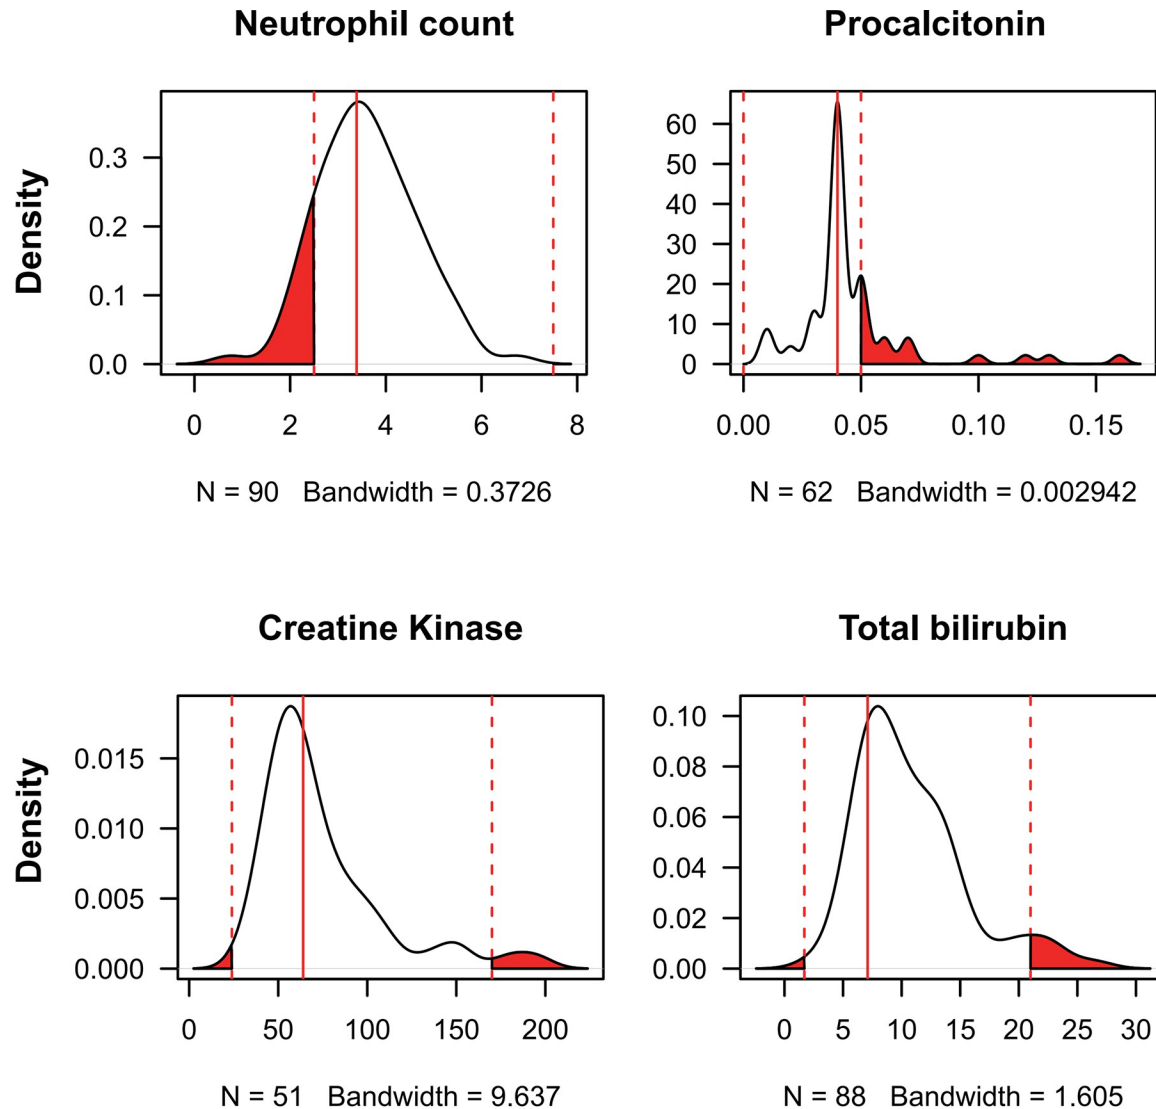 Neutrophil count
Procalcitonin
Density
0.3
0.2
0.1
0.0
0 2 4 6 8
N = 90 Bandwidth = 0.3726
60
50
40
30
20
10
0
0.00 0.05 0.10 0.15
N = 62 Bandwidth = 0.002942
Creatine Kinase
Total bilirubin
Density
0.015
0.010
0.005
0.000
0 50 100 150 200
N = 51 Bandwidth = 9.637
0.10
0.08
0.06
0.04
0.02
0.00
0 5 10 15 20 25 30
N = 88 Bandwidth = 1.605